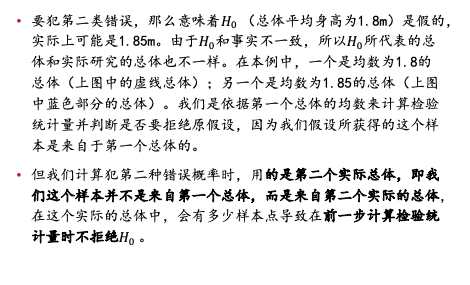 • 要犯第二类错误，那么意味着H₀（总体平均身高为1.8m）是假的，
实际上可能是1.85m。由于H₀和事实不一致，所以H₀所代表的总
体和实际研究的总体也不一样。在本例中，一个是均数为1.8的
总体（上图中的虚线总体）；另一个是均数为1.85的总体（上图
中蓝色部分的总体）。我们是依据第一个总体的均数来计算检验
统计量并判断是否要拒绝原假设，因为我们假设所获得的这个样
本是来自于第一个总体的。
• 但我们计算犯第二种错误概率时，用的是第二个实际总体，即我
们这个样本并不是来自第一个总体，而是来自第二个实际的总体，
在这个实际的总体中，会有多少样本点导致在前一步计算检验统
计量时不拒绝H₀。